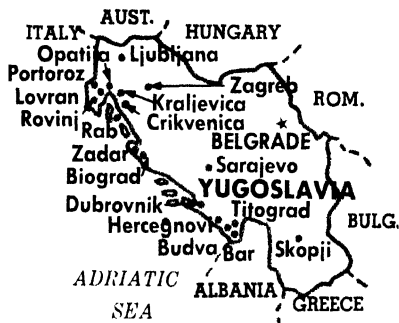 AUST.
ITALY HUNGARY
Opatija Ljubljana
Portoroz Zagreb
Lovran Kraljevica ROM.
Rovinj Crikvenica
Rab BELGRADE
Zadar Sarajevo
Biograd YUGOSLAVIA
Dubrovnik Titograd
Hercegnovi BULG.
Budva Bar Skopji
ADRIATIC
SEA
ALBANIA
GREECE